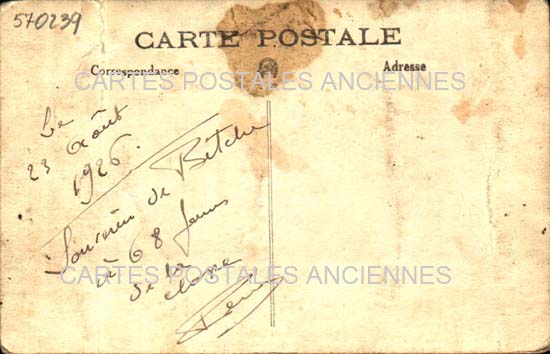 570239
CARTE POSTALE
Correspondance
Adresse
CARTES POSTALES ANCIENNES
Le
23 Août
1926
Souvenir de Bitche
à 68 jours
de la classe
CARTES POSTALES ANCIENNES